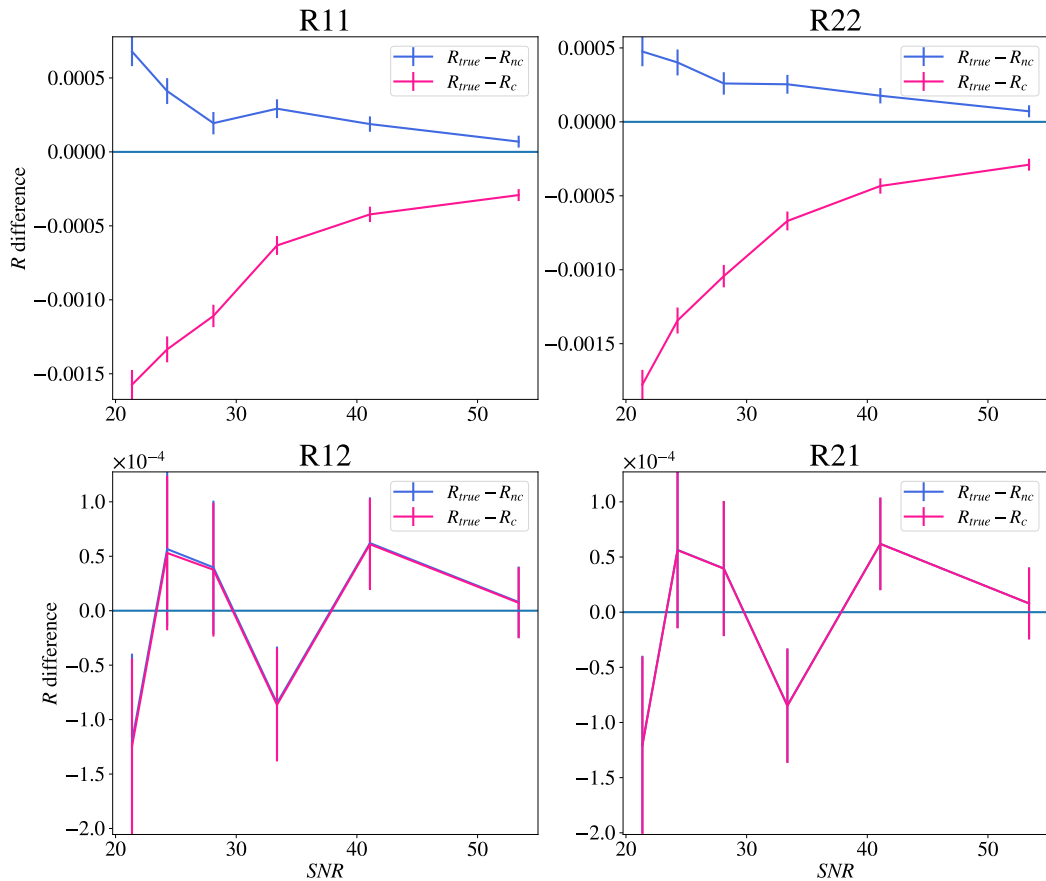 R11
R22
R difference
0.0005
0.0000
−0.0005
−0.0010
−0.0015
R_true − R_nc
R_true − R_c
20 30 40 50
0.0005
0.0000
−0.0005
−0.0010
−0.0015
R_true − R_nc
R_true − R_c
20 30 40 50
R12
R21
×10⁻⁴
R difference
1.0
0.5
0.0
−0.5
−1.0
−1.5
−2.0
R_true − R_nc
R_true − R_c
20 30 40 50
SNR
×10⁻⁴
1.0
0.5
0.0
−0.5
−1.0
−1.5
−2.0
R_true − R_nc
R_true − R_c
20 30 40 50
SNR